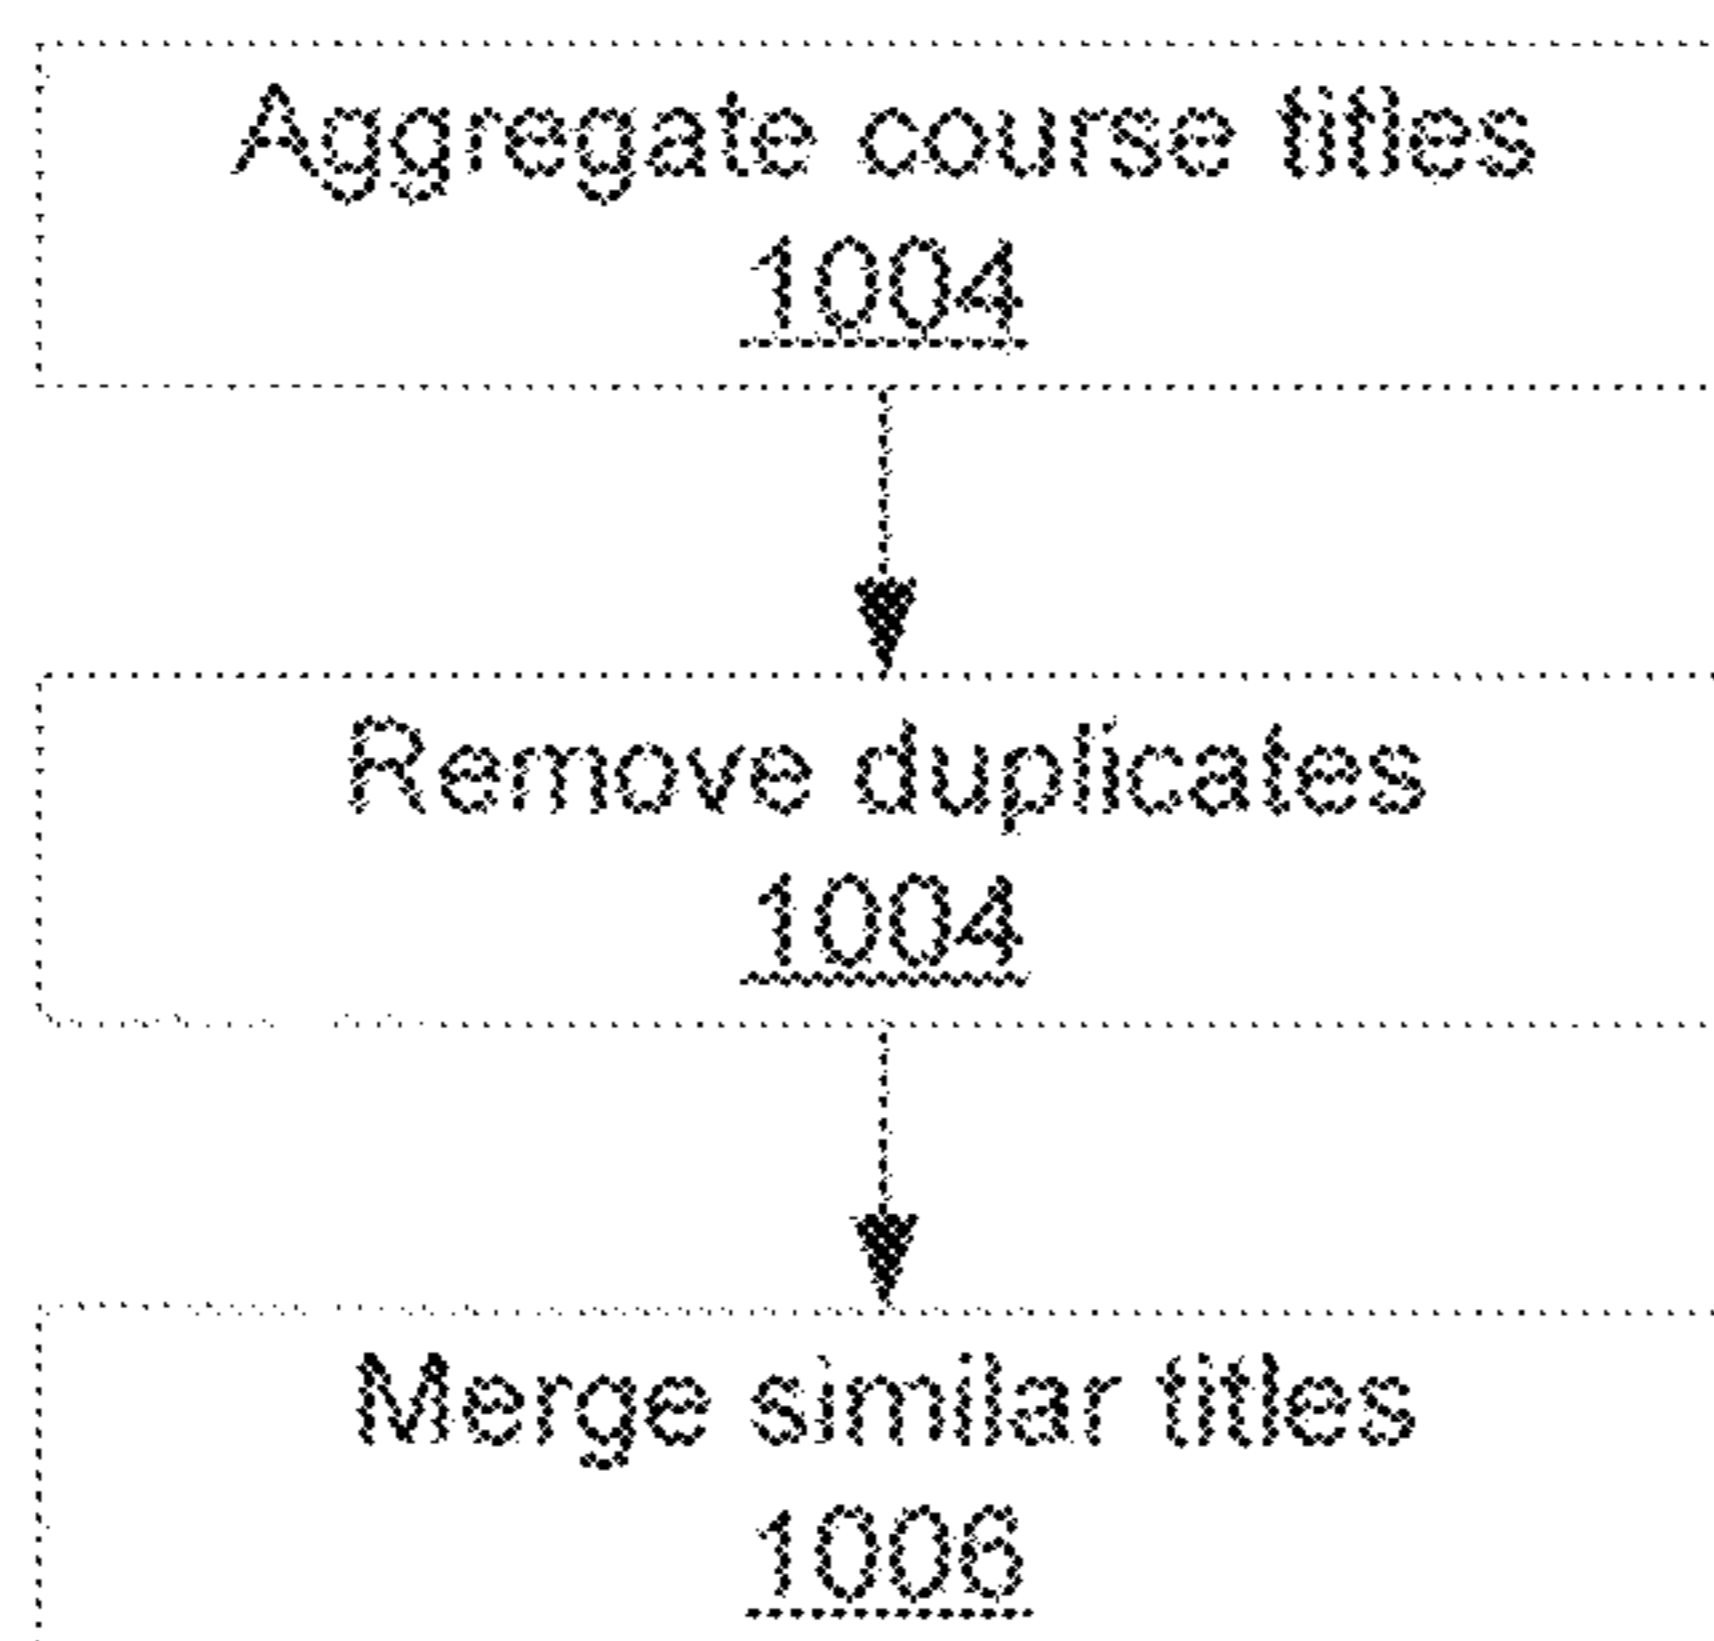 Aggregate course titles
1004
Remove duplicates
1004
Merge similar titles
1006